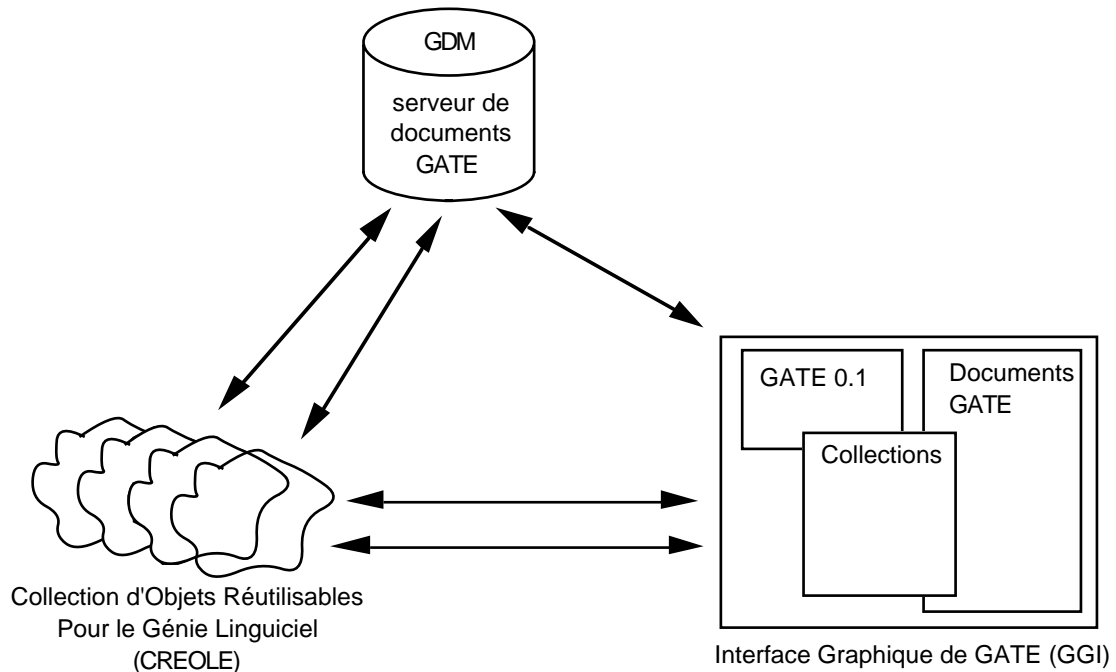 GDM
serveur de
documents
GATE
GATE 0.1
Documents
GATE
Collections
Collection d'Objets Réutilisables
Pour le Génie Linguiciel
(CREOLE)
Interface Graphique de GATE (GGI)